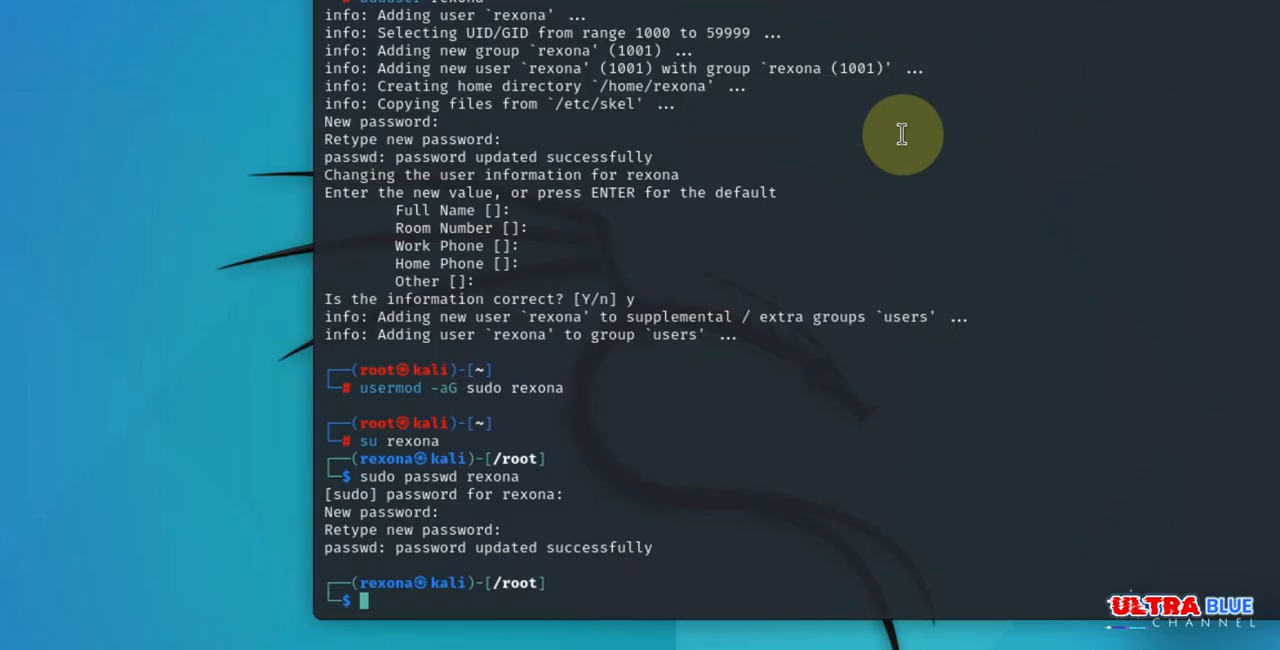 # adduser rexona
info: Adding user `rexona' ...
info: Selecting UID/GID from range 1000 to 59999 ...
info: Adding new group `rexona' (1001) ...
info: Adding new user `rexona' (1001) with group `rexona (1001)' ...
info: Creating home directory `/home/rexona' ...
info: Copying files from `/etc/skel' ...
New password:
Retype new password:
passwd: password updated successfully
Changing the user information for rexona
Enter the new value, or press ENTER for the default
Full Name []:
Room Number []:
Work Phone []:
Home Phone []:
Other []:
Is the information correct? [Y/n] y
info: Adding new user `rexona' to supplemental / extra groups `users' ...
info: Adding user `rexona' to group `users' ...
┌──(root㉿kali)-[~]
└─# usermod -aG sudo rexona
┌──(root㉿kali)-[~]
└─# su rexona
┌──(rexona㉿kali)-[/root]
└─$ sudo passwd rexona
[sudo] password for rexona:
New password:
Retype new password:
passwd: password updated successfully
┌──(rexona㉿kali)-[/root]
└─$
ULTRA BLUE
CHANNEL